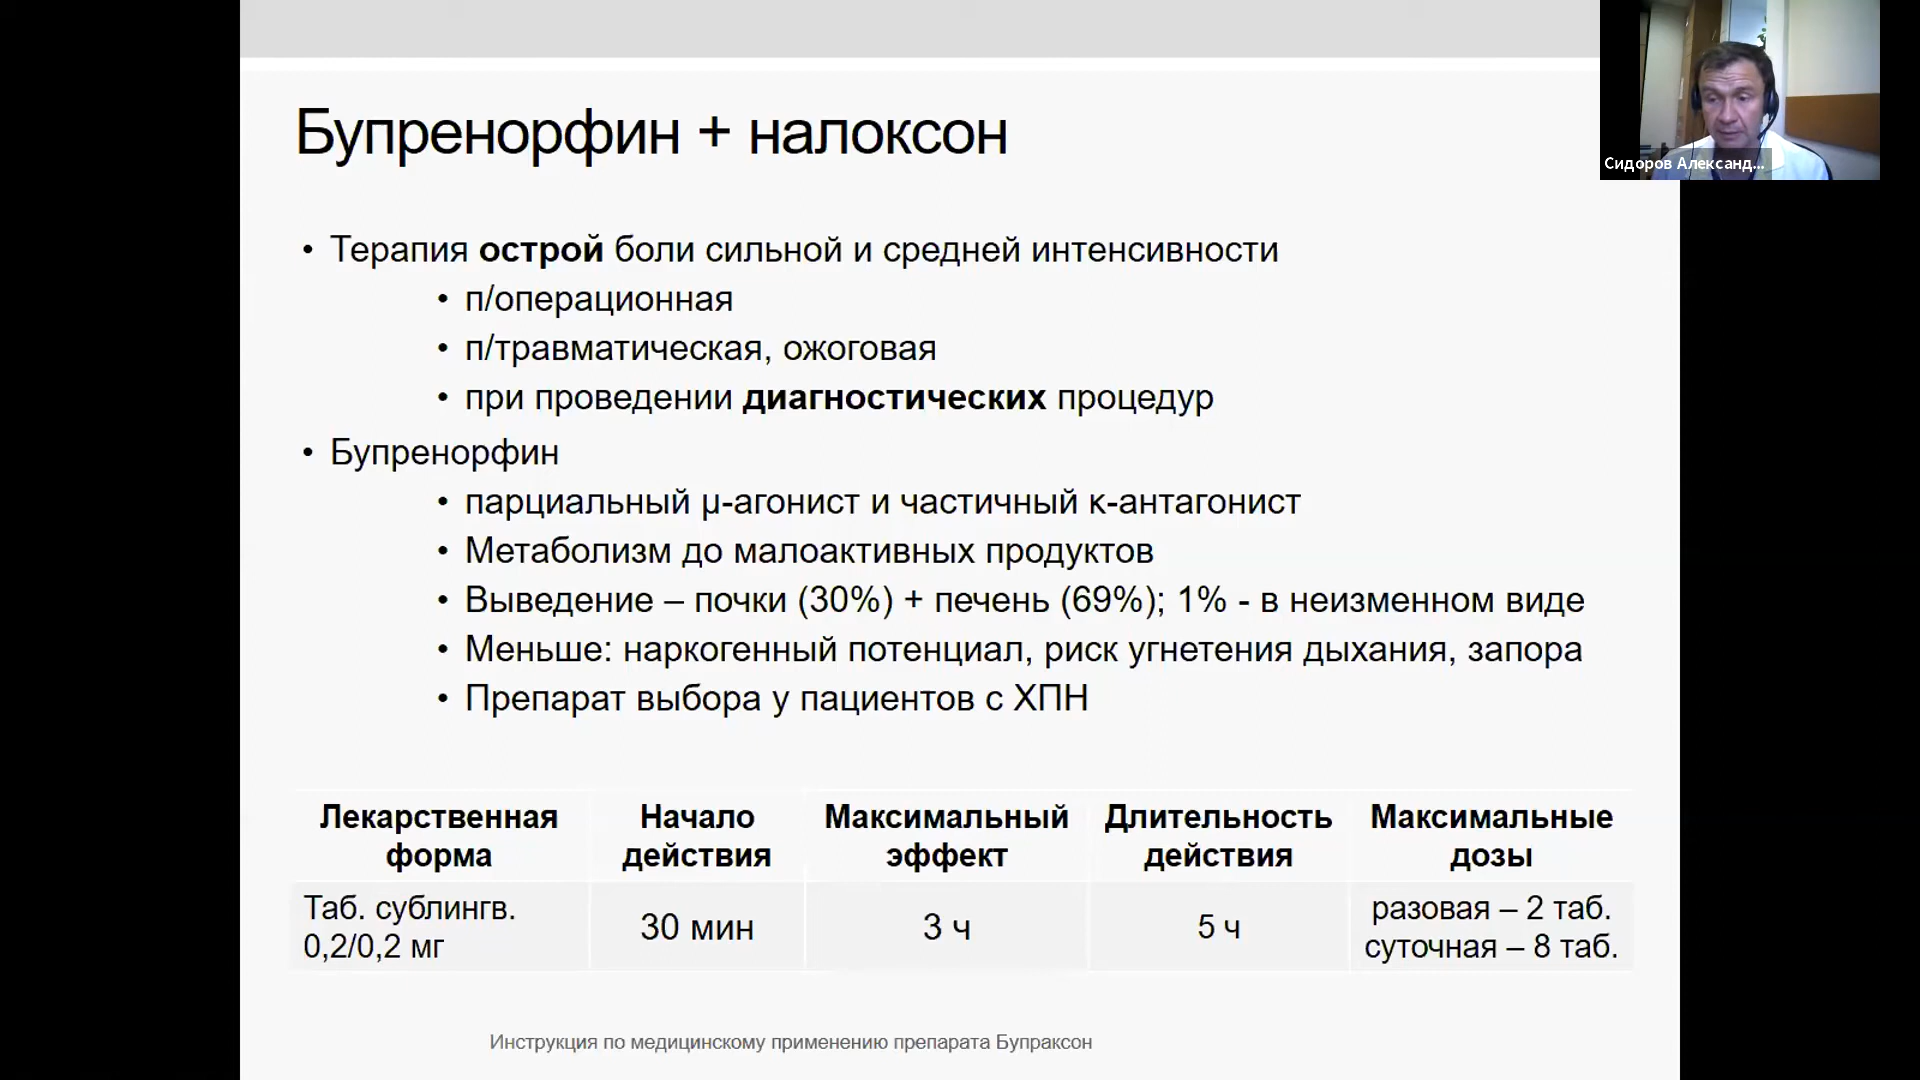 Бупренорфин + налоксон
Сидоров Александ...
• Терапия острой боли сильной и средней интенсивности
• п/операционная
• п/травматическая, ожоговая
• при проведении диагностических процедур
• Бупренорфин
• парциальный μ-агонист и частичный κ-антагонист
• Метаболизм до малоактивных продуктов
• Выведение – почки (30%) + печень (69%); 1% - в неизменном виде
• Меньше: наркогенный потенциал, риск угнетения дыхания, запора
• Препарат выбора у пациентов с ХПН
Лекарственная форма
Начало действия
Максимальный эффект
Длительность действия
Максимальные дозы
Таб. сублингв.
0,2/0,2 мг
30 мин
3 ч
5 ч
разовая – 2 таб.
суточная – 8 таб.
Инструкция по медицинскому применению препарата Бупраксон